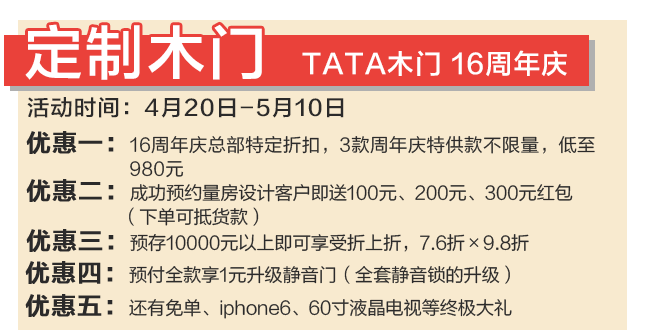 定制木门 TATA木门 16周年庆
活动时间：4月20日-5月10日
优惠一：16周年庆总部特定折扣，3款周年庆特供款不限量，低至
980元
优惠二：成功预约量房设计客户即送100元、200元、300元红包
（下单可抵货款）
优惠三：预存10000元以上即可享受折上折，7.6折×9.8折
优惠四：预付全款享1元升级静音门（全套静音锁的升级）
优惠五：还有免单、iphone6、60寸液晶电视等终极大礼